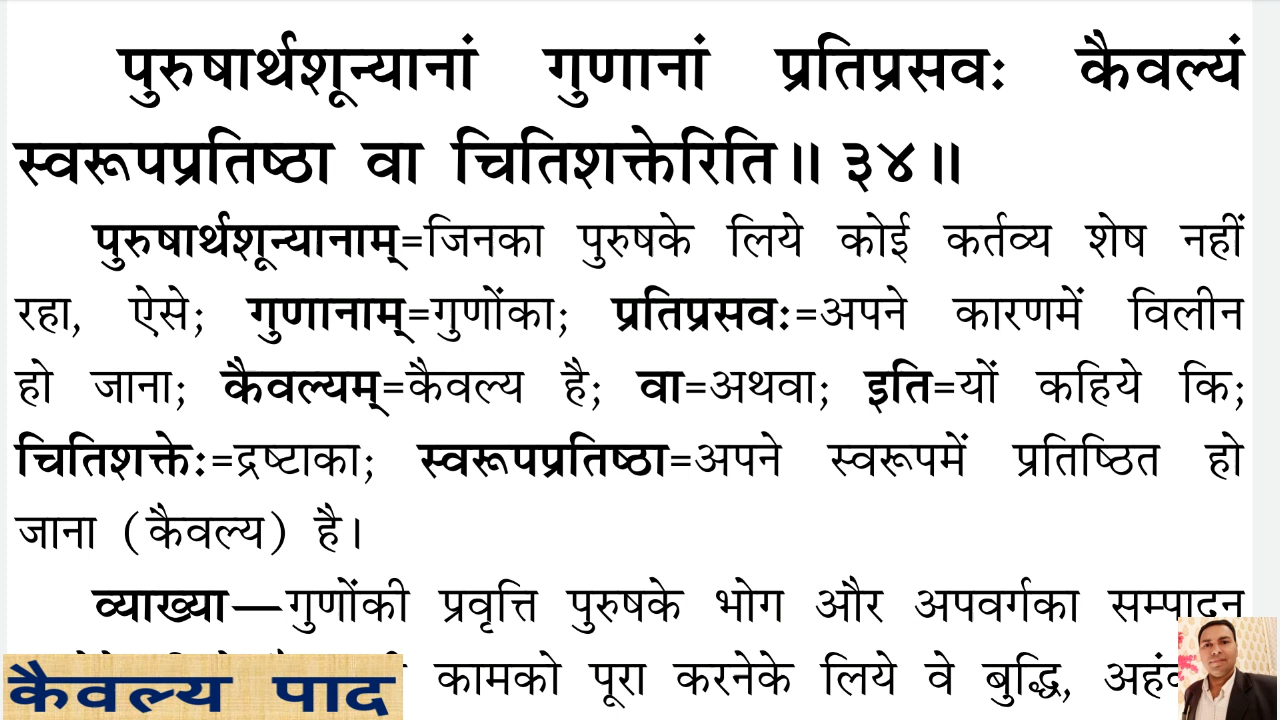 पुरुषार्थशून्यानां गुणानां प्रतिप्रसवः कैवल्यं
स्वरूपप्रतिष्ठा वा चितिशक्तेरिति॥ ३४॥
पुरुषार्थशून्यानाम्=जिनका पुरुषके लिये कोई कर्तव्य शेष नहीं
रहा, ऐसे; गुणानाम्=गुणोंका; प्रतिप्रसवः=अपने कारणमें विलीन
हो जाना; कैवल्यम्=कैवल्य है; वा=अथवा; इति=यों कहिये कि;
चितिशक्तेः=द्रष्टाका; स्वरूपप्रतिष्ठा=अपने स्वरूपमें प्रतिष्ठित हो
जाना (कैवल्य) है।
व्याख्या—गुणोंकी प्रवृत्ति पुरुषके भोग और अपवर्गका सम्पादन
कामको पूरा करनेके लिये वे बुद्धि,
कैवल्य पाद